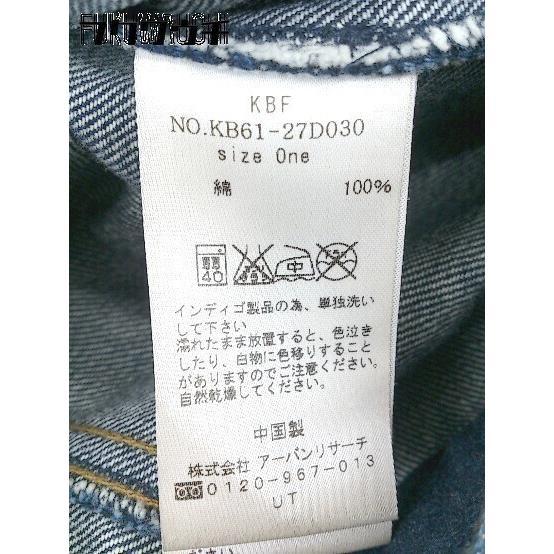 KBF
NO.KB61-27D030
size One
綿 100%
40 中
インディゴ製品の為、単独洗い
して下さい
濡れたまま放置すると、色泣き
したり、白物に色移りすること
がありますのでご注意ください。
自然乾燥してください。
中国製
株式会社 アーバンリサーチ
0120-967-013
UT